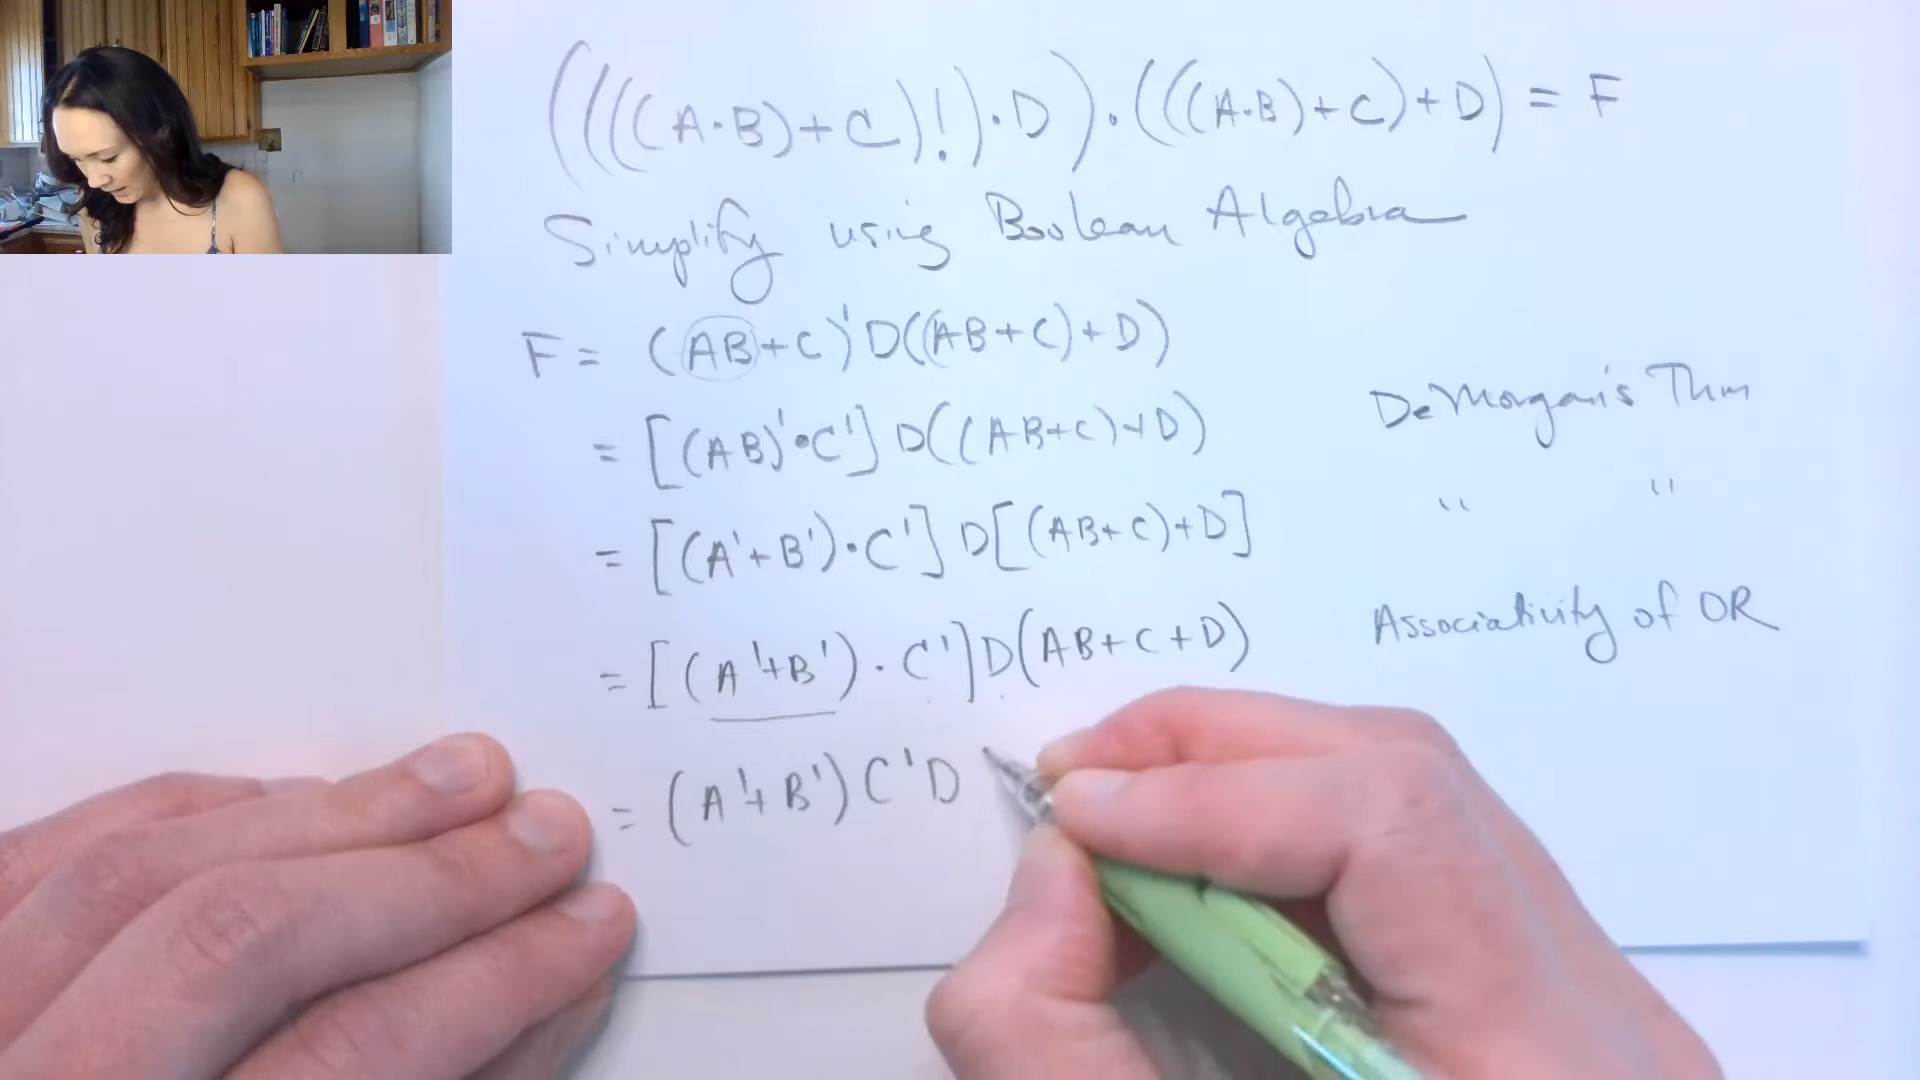 ((((A·B)+C)!)·D)·(((A·B)+C)+D) = F
Simplify using Boolean Algebra
F = (AB+C)'D((AB+C)+D)
= [(AB)'•C'] D((AB+C)+D) DeMorgan's Thm
= [(A'+B')·C'] D[(AB+C)+D] " "
= [(A'+B')·C']D(AB+C+D) Associativity of OR
= (A'+B')C'D